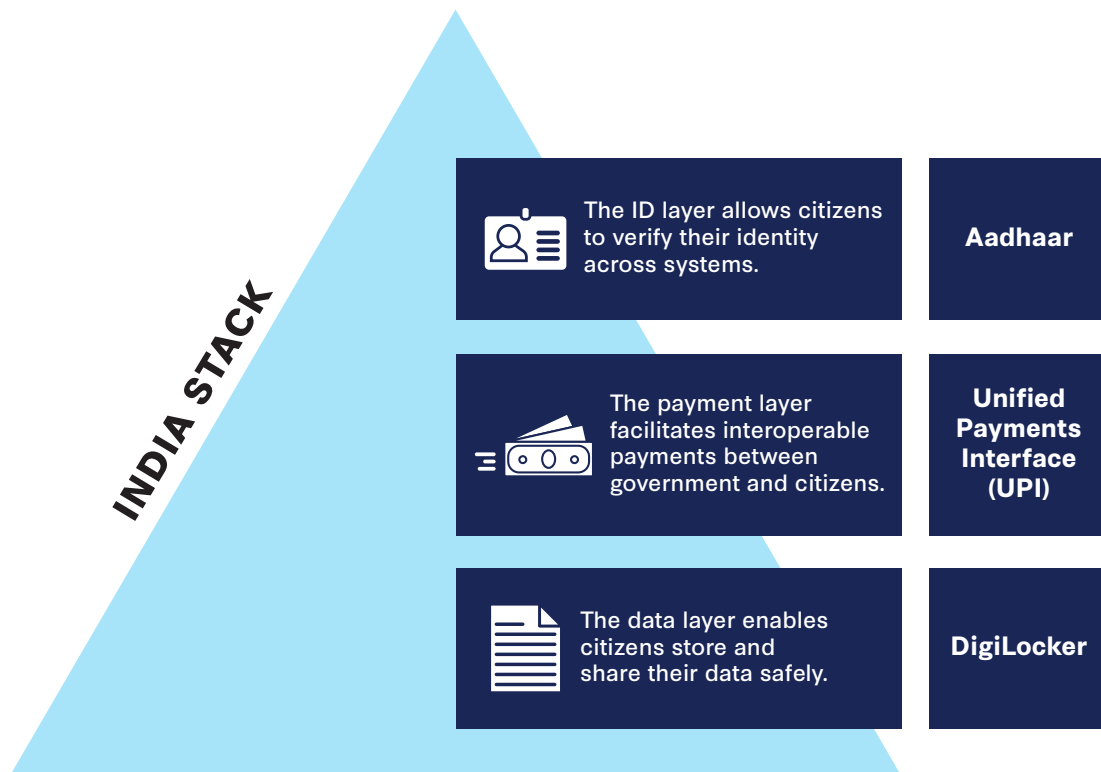 INDIA STACK
The ID layer allows citizens
to verify their identity
across systems.
Aadhaar
The payment layer
facilitates interoperable
payments between
government and citizens.
Unified
Payments
Interface
(UPI)
The data layer enables
citizens store and
share their data safely.
DigiLocker